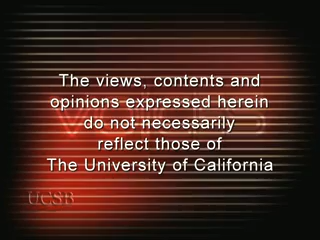 The views, contents and
opinions expressed herein
do not necessarily
reflect those of
The University of California
UCSB